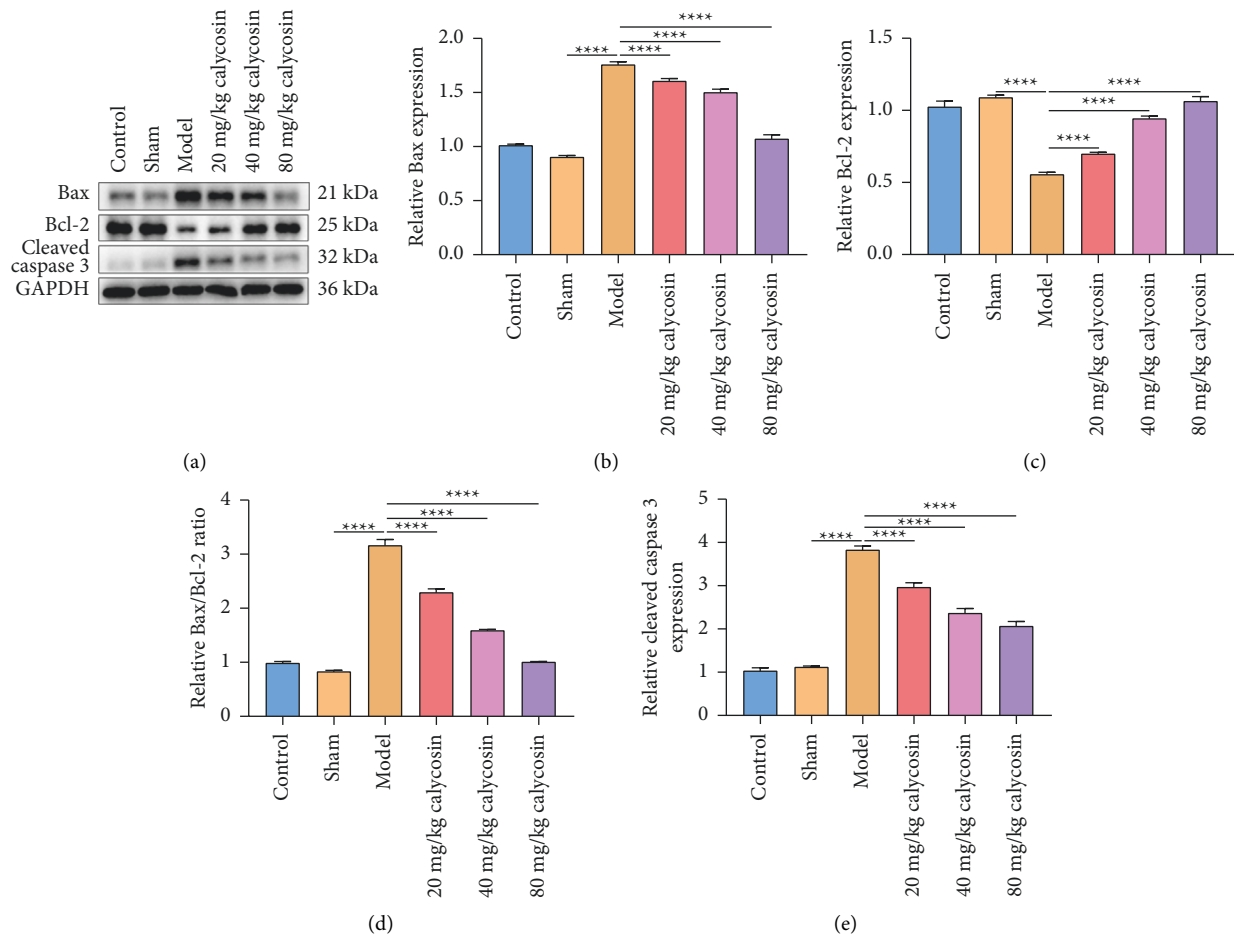 Control
Sham
Model
20 mg/kg calycosin
40 mg/kg calycosin
80 mg/kg calycosin
Bax
21 kDa
Bcl-2
25 kDa
Cleaved
caspase 3
32 kDa
GAPDH
36 kDa
(a)
Relative Bax expression
2.0
1.5
1.0
0.5
0.0
****
****
**** ****
Control
Sham
Model
20 mg/kg calycosin
40 mg/kg calycosin
80 mg/kg calycosin
(b)
Relative Bcl-2 expression
1.5
1.0
0.5
0.0
**** ****
****
****
Control
Sham
Model
20 mg/kg calycosin
40 mg/kg calycosin
80 mg/kg calycosin
(c)
Relative Bax/Bcl-2 ratio
4
3
2
1
0
****
****
**** ****
Control
Sham
Model
20 mg/kg calycosin
40 mg/kg calycosin
80 mg/kg calycosin
(d)
Relative cleaved caspase 3
expression
5
4
3
2
1
0
****
****
**** ****
Control
Sham
Model
20 mg/kg calycosin
40 mg/kg calycosin
80 mg/kg calycosin
(e)